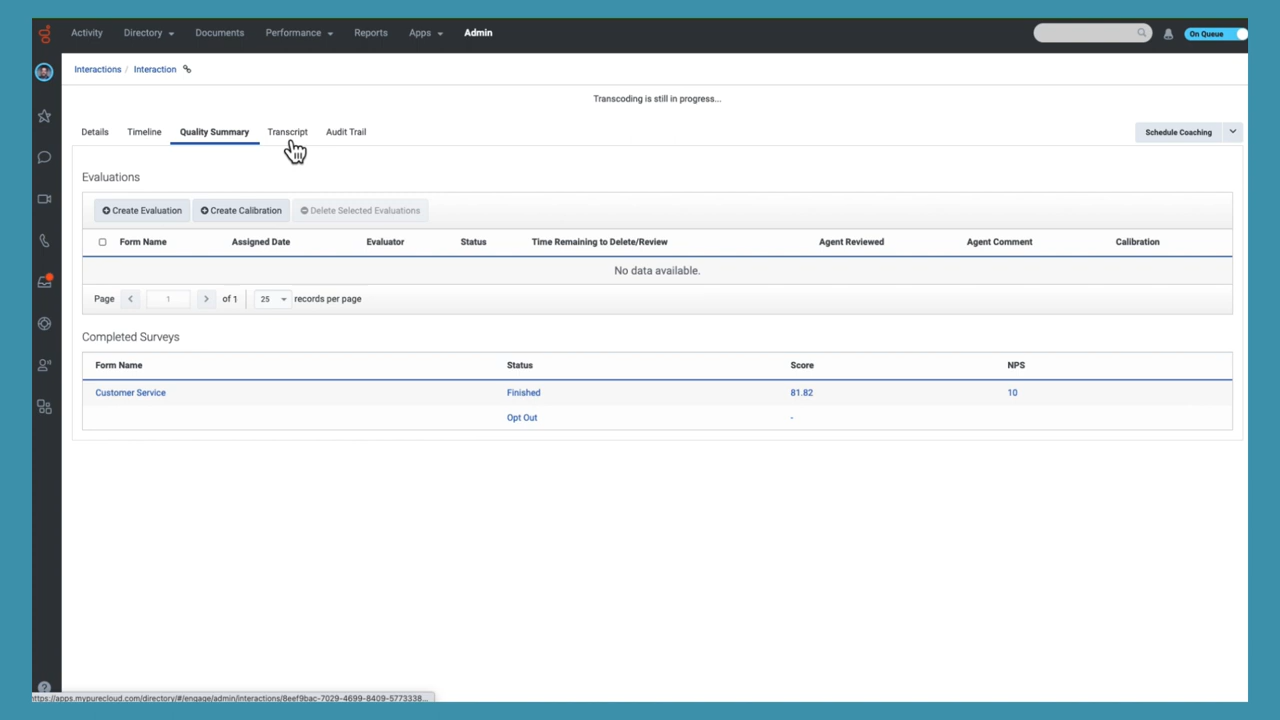 Activity Directory Documents Performance Reports Apps Admin On Queue
Interactions / Interaction
Transcoding is still in progress...
Details Timeline Quality Summary Transcript Audit Trail Schedule Coaching
Evaluations
Create Evaluation Create Calibration Delete Selected Evaluations
Form Name Assigned Date Evaluator Status Time Remaining to Delete/Review Agent Reviewed Agent Comment Calibration
No data available.
Page 1 of 1 25 records per page
Completed Surveys
Form Name Status Score NPS
Customer Service Finished 81.82 10
Opt Out -
https://apps.mypurecloud.com/directory/#/engage/admin/interactions/8eef9bac-7029-4699-8409-5773338...